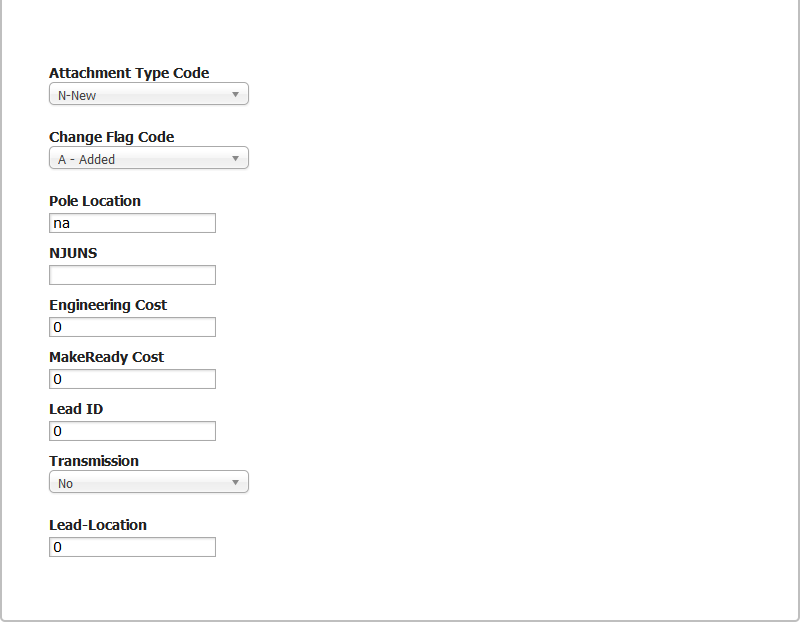 Attachment Type Code
N-New
Change Flag Code
A - Added
Pole Location
na
NJUNS
Engineering Cost
0
MakeReady Cost
0
Lead ID
0
Transmission
No
Lead-Location
0